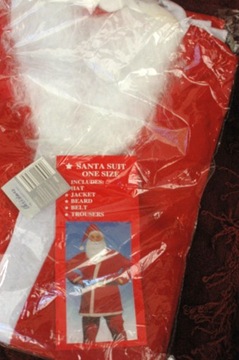 ★ SANTA SUIT
ONE SIZE
INCLUDES:
HAT
★ JACKET
★ BEARD
★ BELT
★ TROUSERS